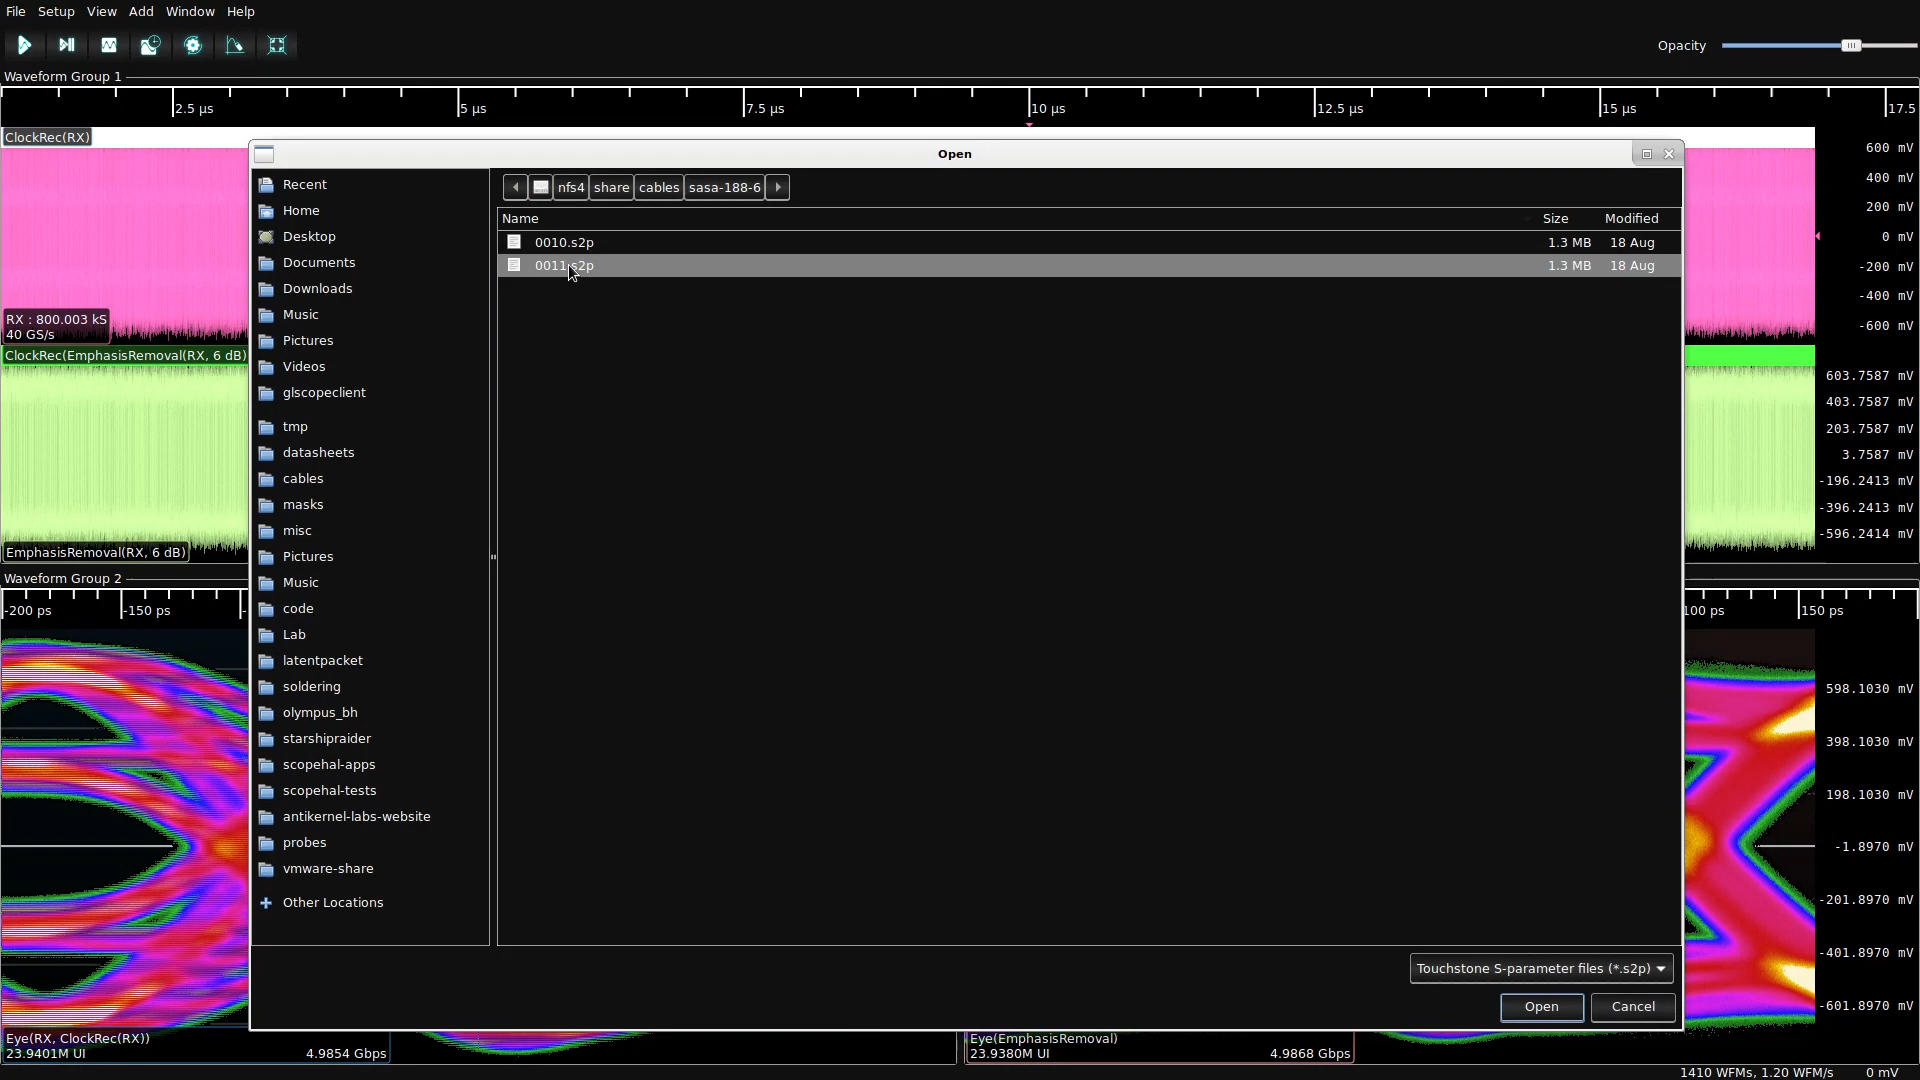 File Setup View Add Window Help
Opacity
Waveform Group 1
2.5 µs 5 µs 7.5 µs 10 µs 12.5 µs 15 µs 17.5
ClockRec(RX)
600 mV
400 mV
200 mV
0 mV
-200 mV
-400 mV
-600 mV
RX : 800.003 kS
40 GS/s
ClockRec(EmphasisRemoval(RX, 6 dB)
603.7587 mV
403.7587 mV
203.7587 mV
3.7587 mV
-196.2413 mV
-396.2413 mV
-596.2414 mV
EmphasisRemoval(RX, 6 dB)
Open
Recent
Home
Desktop
Documents
Downloads
Music
Pictures
Videos
glscopeclient
tmp
datasheets
cables
masks
misc
Pictures
Music
code
Lab
latentpacket
soldering
olympus_bh
starshipraider
scopehal-apps
scopehal-tests
antikernel-labs-website
probes
vmware-share
Other Locations
nfs4 share cables sasa-188-6
Name Size Modified
0010.s2p 1.3 MB 18 Aug
0011.s2p 1.3 MB 18 Aug
Touchstone S-parameter files (*.s2p)
Open Cancel
Waveform Group 2
-200 ps -150 ps - 100 ps 150 ps
598.1030 mV
398.1030 mV
198.1030 mV
-1.8970 mV
-201.8970 mV
-401.8970 mV
-601.8970 mV
Eye(RX, ClockRec(RX))
23.9401M UI 4.9854 Gbps
Eye(EmphasisRemoval)
23.9380M UI 4.9868 Gbps
1410 WFMs, 1.20 WFM/s 0 mV